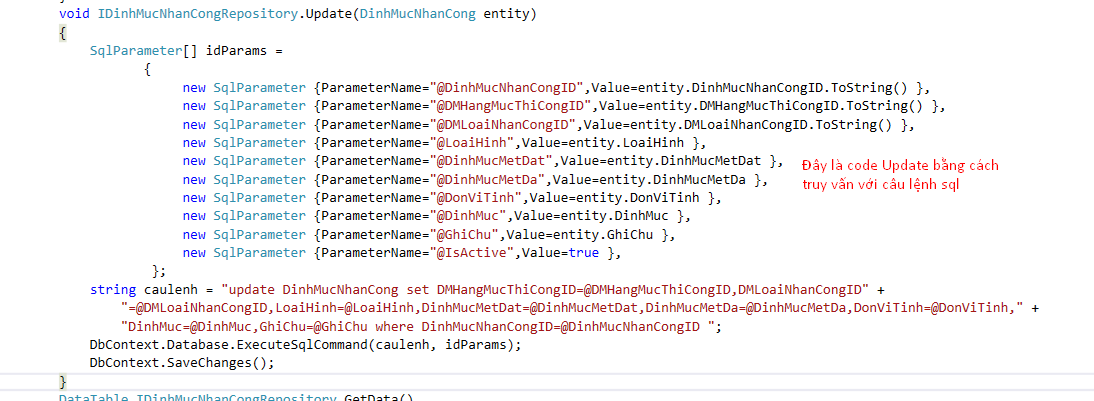 void IDinhMucNhanCongRepository.Update(DinhMucNhanCong entity)
{
SqlParameter[] idParams =
{
new SqlParameter {ParameterName="@DinhMucNhanCongID",Value=entity.DinhMucNhanCongID.ToString() },
new SqlParameter {ParameterName="@DMHangMucThiCongID",Value=entity.DMHangMucThiCongID.ToString() },
new SqlParameter {ParameterName="@DMLoaiNhanCongID",Value=entity.DMLoaiNhanCongID.ToString() },
new SqlParameter {ParameterName="@LoaiHinh",Value=entity.LoaiHinh },
new SqlParameter {ParameterName="@DinhMucMetDat",Value=entity.DinhMucMetDat },
new SqlParameter {ParameterName="@DinhMucMetDa",Value=entity.DinhMucMetDa },
new SqlParameter {ParameterName="@DonViTinh",Value=entity.DonViTinh },
new SqlParameter {ParameterName="@DinhMuc",Value=entity.DinhMuc },
new SqlParameter {ParameterName="@GhiChu",Value=entity.GhiChu },
new SqlParameter {ParameterName="@IsActive",Value=true },
};
Đây là code Update bằng cách
truy vấn với câu lệnh sql
string caulenh = "update DinhMucNhanCong set DMHangMucThiCongID=@DMHangMucThiCongID,DMLoaiNhanCongID" +
"=@DMLoaiNhanCongID,LoaiHinh=@LoaiHinh,DinhMucMetDat=@DinhMucMetDat,DinhMucMetDa=@DinhMucMetDa,DonViTinh=@DonViTinh," +
"DinhMuc=@DinhMuc,GhiChu=@GhiChu where DinhMucNhanCongID=@DinhMucNhanCongID ";
DbContext.Database.ExecuteSqlCommand(caulenh, idParams);
DbContext.SaveChanges();
}
DataTable IDinhMucNhanCongRepository.GetData()